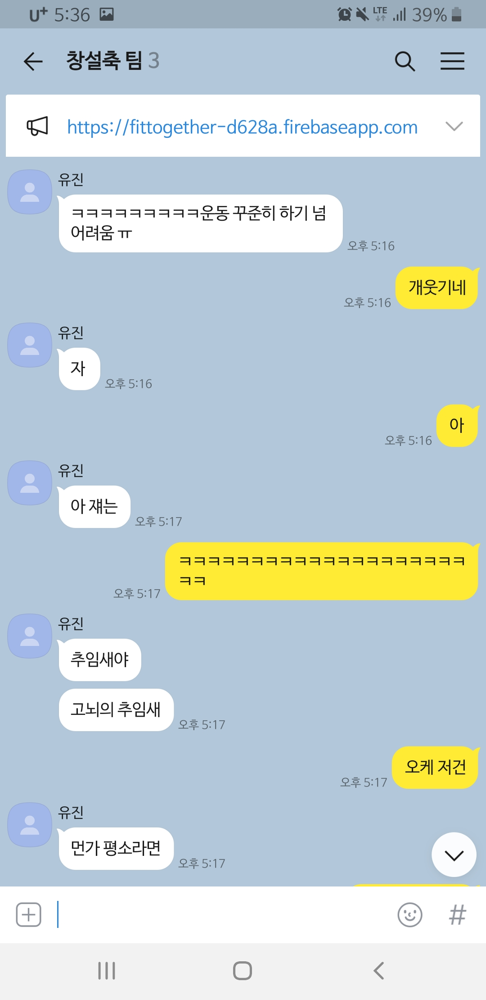 U+ 5:36 LTE 39%
창설축 팀 3
https://fittogether-d628a.firebaseapp.com
유진
ㅋㅋㅋㅋㅋㅋㅋㅋㅋ운동 꾸준히 하기 넘
어려움 ㅠ
오후 5:16
개웃기네
오후 5:16
유진
자
오후 5:16
아
오후 5:16
유진
아 쟤는
오후 5:17
ㅋㅋㅋㅋㅋㅋㅋㅋㅋㅋㅋㅋㅋㅋㅋㅋㅋㅋㅋㅋ
ㅋㅋ
오후 5:17
유진
추임새야
고뇌의 추임새
오후 5:17
오케 저건
오후 5:17
유진
먼가 평소라면
오후 5:17
#